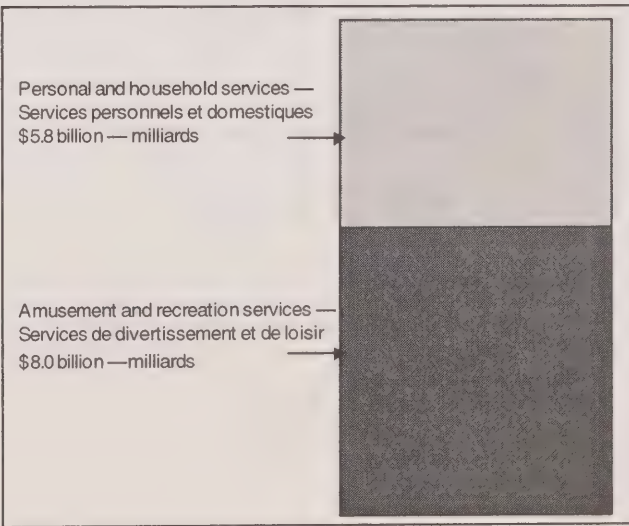 Personal and household services —
Services personnels et domestiques
$5.8 billion — milliards
Amusement and recreation services —
Services de divertissement et de loisir
$8.0 billion —milliards